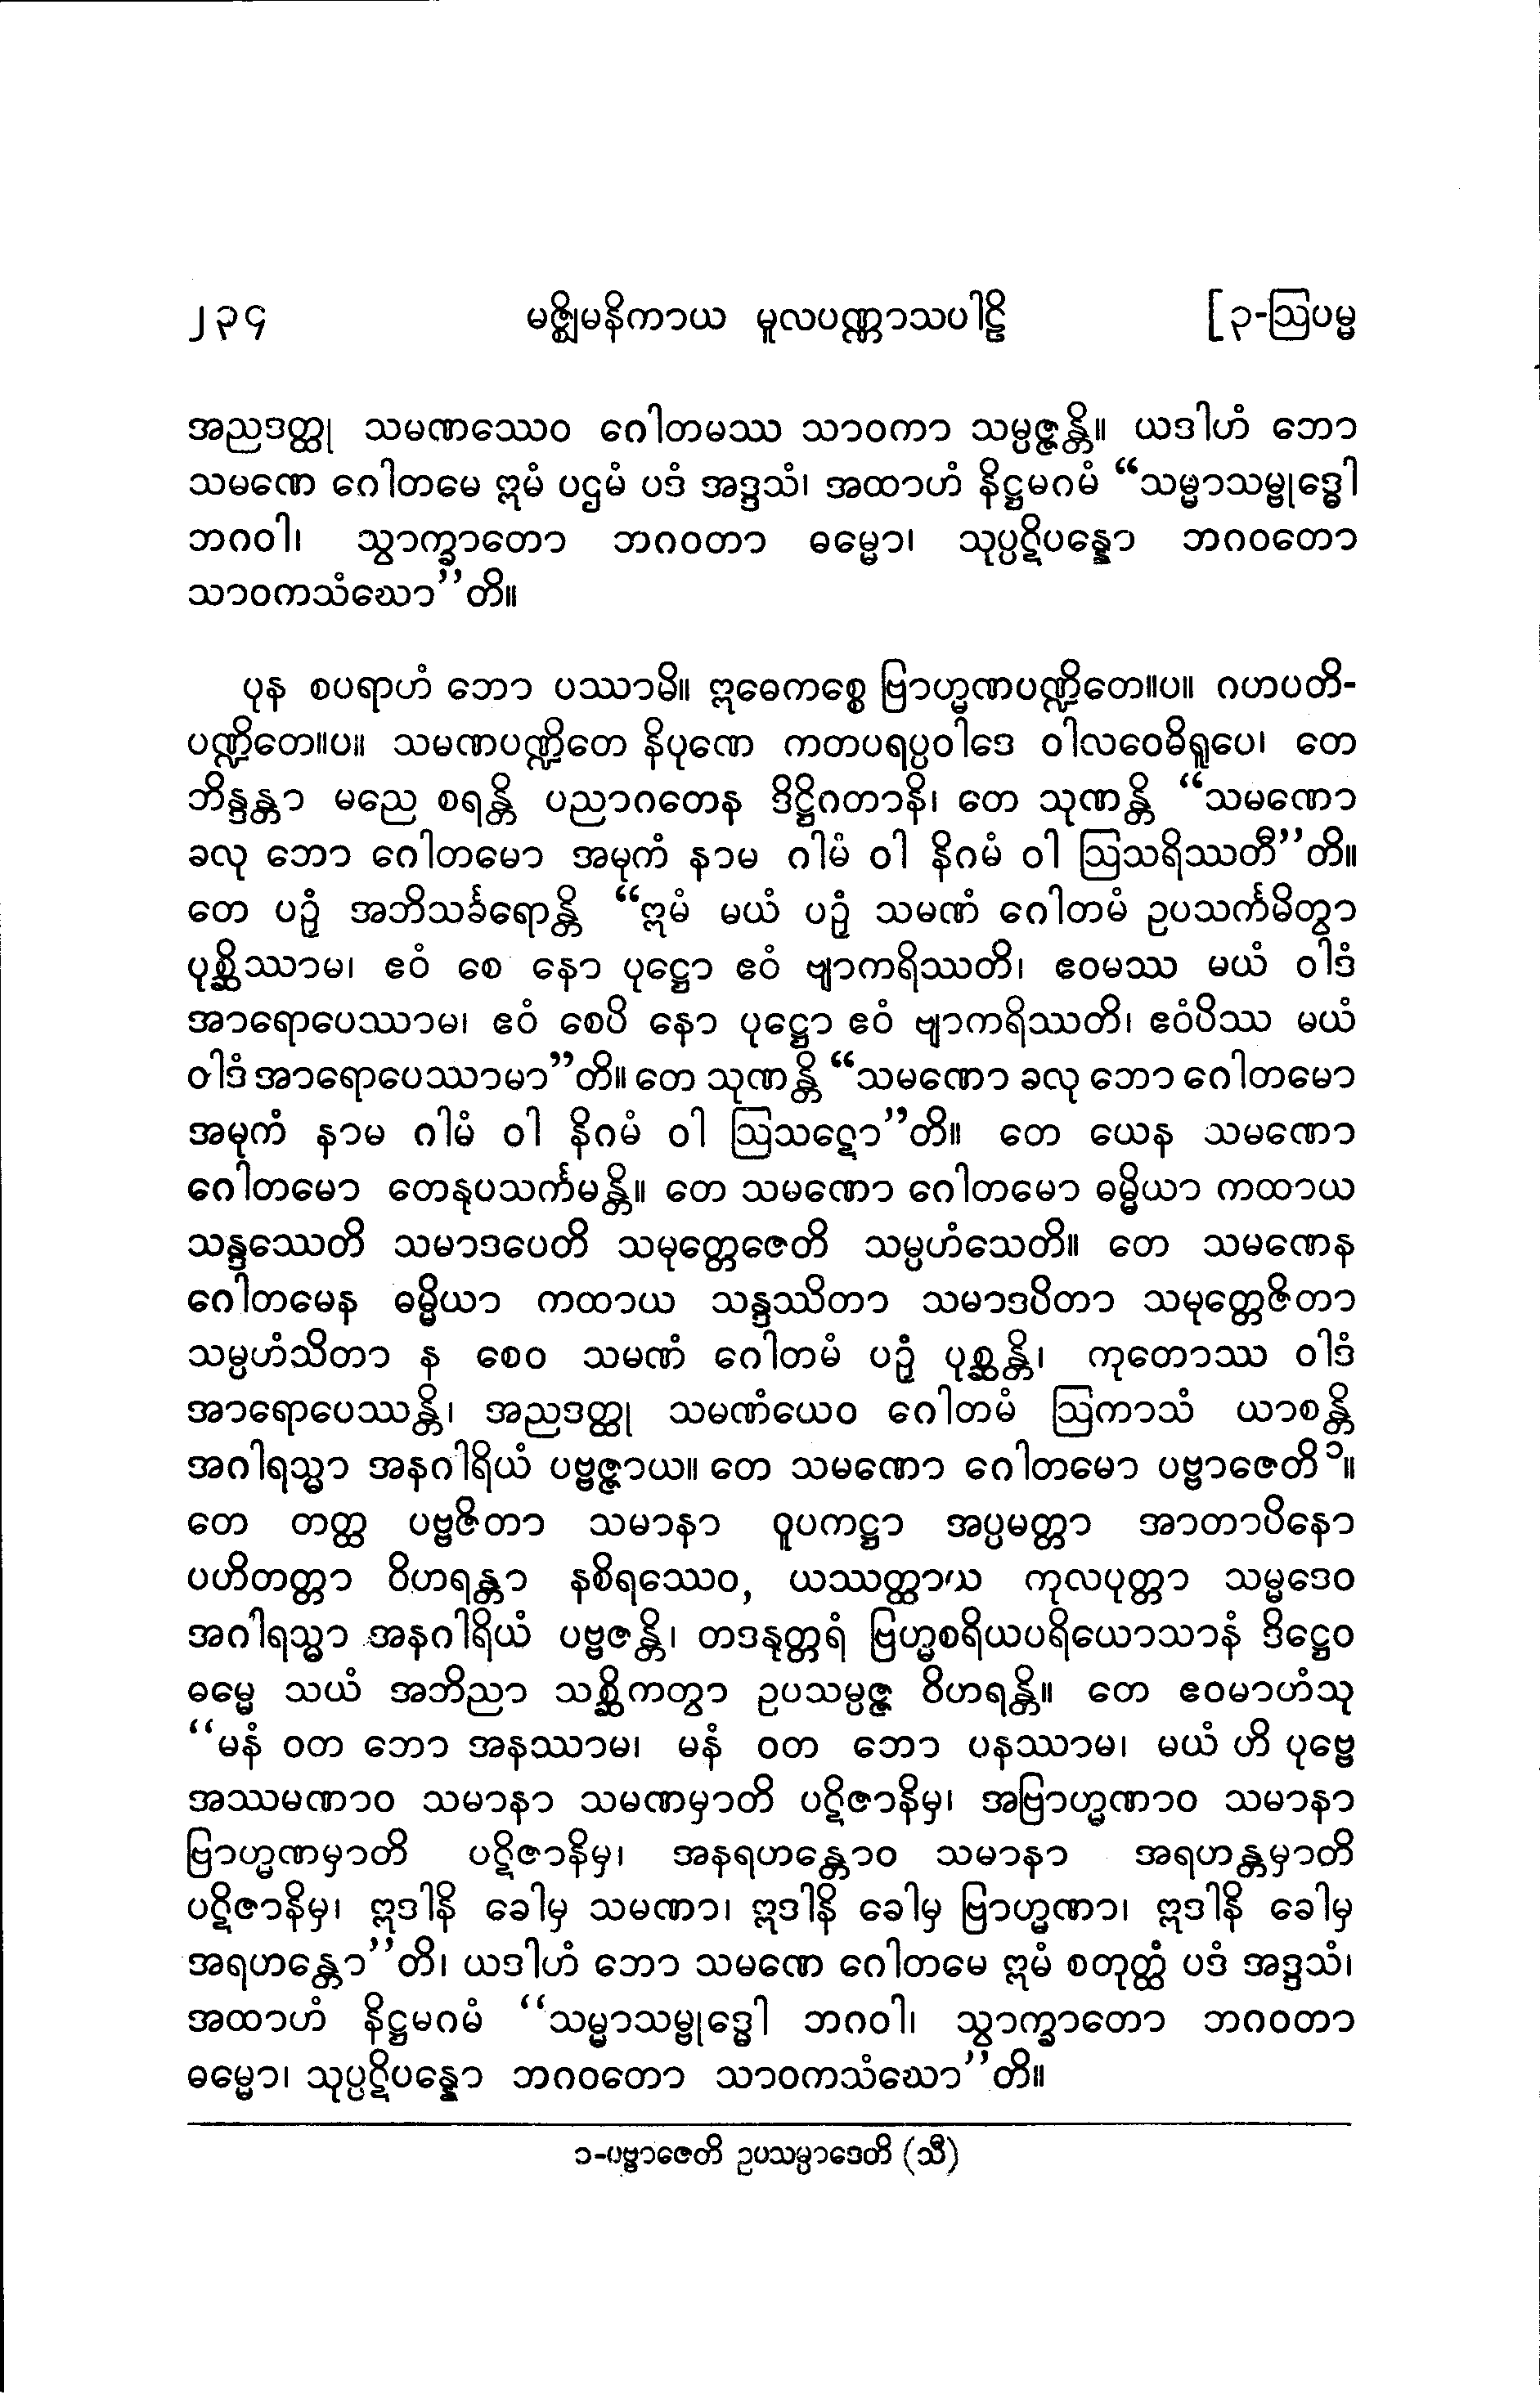 ၂၃၄ မဇ္ဈိမနိကာယ မူလပဏ္ဏာသပါဠိ [၃-ဩပမ္မ
အညဒတ္ထု သမဏဿေဝ ဂေါတမဿ သာဝကာ သမ္ပဇ္ဇန္တိ။ ယဒါဟံ ဘော
သမဏေ ဂေါတမေ ဣမံ ပဌမံ ပဒံ အဒ္ဒသံ၊ အထာဟံ နိဋ္ဌမဂမံ “သမ္မာသမ္ဗုဒ္ဓေါ
ဘဂဝါ၊ သွာက္ခာတော ဘဂဝတာ ဓမ္မော၊ သုပ္ပဋိပန္နော ဘဂဝတော
သာဝကသံဃော”တိ။
ပုန စပရာဟံ ဘော ပဿာမိ။ ဣဓေကစ္စေ ဗြာဟ္မဏပဏ္ဍိတေ။ပ။ ဂဟပတိ-
ပဏ္ဍိတေ။ပ။ သမဏပဏ္ဍိတေ နိပုဏေ ကတပရပ္ပဝါဒေ ဝါလဝေဓိရူပေ၊ တေ
ဘိန္ဒန္တာ မညေ စရန္တိ ပညာဂတေန ဒိဋ္ဌိဂတာနိ၊ တေ သုဏန္တိ “သမဏော
ခလု ဘော ဂေါတမော အမုကံ နာမ ဂါမံ ဝါ နိဂမံ ဝါ ဩသရိဿတီ”တိ။
တေ ပဉှံ အဘိသင်္ခရောန္တိ “ဣမံ မယံ ပဉှံ သမဏံ ဂေါတမံ ဥပသင်္ကမိတွာ
ပုစ္ဆိဿာမ၊ ဧဝံ စေ နော ပုဋ္ဌော ဧဝံ ဗျာကရိဿတိ၊ ဧဝမဿ မယံ ဝါဒံ
အာရောပေဿာမ၊ ဧဝံ စေပိ နော ပုဋ္ဌော ဧဝံ ဗျာကရိဿတိ၊ ဧဝံပိဿ မယံ
ဝါဒံ အာရောပေဿာမာ”တိ။ တေ သုဏန္တိ “သမဏော ခလု ဘော ဂေါတမော
အမုကံ နာမ ဂါမံ ဝါ နိဂမံ ဝါ ဩသဋော”တိ။ တေ ယေန သမဏော
ဂေါတမော တေနုပသင်္ကမန္တိ။ တေ သမဏော ဂေါတမော ဓမ္မိယာ ကထာယ
သန္ဒဿေတိ သမာဒပေတိ သမုတ္တေဇေတိ သမ္ပဟံသေတိ။ တေ သမဏေန
ဂေါတမေန ဓမ္မိယာ ကထာယ သန္ဒဿိတာ သမာဒပိတာ သမုတ္တေဇိတာ
သမ္ပဟံသိတာ န စေဝ သမဏံ ဂေါတမံ ပဉှံ ပုစ္ဆန္တိ၊ ကုတောဿ ဝါဒံ
အာရောပေဿန္တိ၊ အညဒတ္ထု သမဏံယေဝ ဂေါတမံ ဩကာသံ ယာစန္တိ
အဂါရသ္မာ အနဂါရိယံ ပဗ္ဗဇ္ဇာယ။ တေ သမဏော ဂေါတမော ပဗ္ဗာဇေတိ ၁။
တေ တတ္ထ ပဗ္ဗဇိတာ သမာနာ ဝူပကဋ္ဌာ အပ္ပမတ္တာ အာတာပိနော
ပဟိတတ္တာ ဝိဟရန္တာ နစိရဿေဝ, ယဿတ္ထာယ ကုလပုတ္တာ သမ္မဒေဝ
အဂါရသ္မာ အနဂါရိယံ ပဗ္ဗဇန္တိ၊ တဒနုတ္တရံ ဗြဟ္မစရိယပရိယောသာနံ ဒိဋ္ဌေဝ
ဓမ္မေ သယံ အဘိညာ သစ္ဆိကတွာ ဥပသမ္ပဇ္ဇ ဝိဟရန္တိ။ တေ ဧဝမာဟံသု
“မနံ ဝတ ဘော အနဿာမ၊ မနံ ဝတ ဘော ပနဿာမ၊ မယံ ဟိ ပုဗ္ဗေ
အဿမဏာဝ သမာနာ သမဏမှာတိ ပဋိဇာနိမှ၊ အဗြာဟ္မဏာဝ သမာနာ
ဗြာဟ္မဏမှာတိ ပဋိဇာနိမှ၊ အနရဟန္တောဝ သမာနာ အရဟန္တမှာတိ
ပဋိဇာနိမှ၊ ဣဒါနိ ခေါမှ သမဏာ၊ ဣဒါနိ ခေါမှ ဗြာဟ္မဏာ၊ ဣဒါနိ ခေါမှ
အရဟန္တော”တိ၊ ယဒါဟံ ဘော သမဏေ ဂေါတမေ ဣမံ စတုတ္ထံ ပဒံ အဒ္ဒသံ၊
အထာဟံ နိဋ္ဌမဂမံ “သမ္မာသမ္ဗုဒ္ဓေါ ဘဂဝါ၊ သွာက္ခာတော ဘဂဝတာ
ဓမ္မော၊ သုပ္ပဋိပန္နော ဘဂဝတော သာဝကသံဃော”တိ။
၁-ပဗ္ဗာဇေတိ ဥပသမ္ပာဒေတိ (သီ)